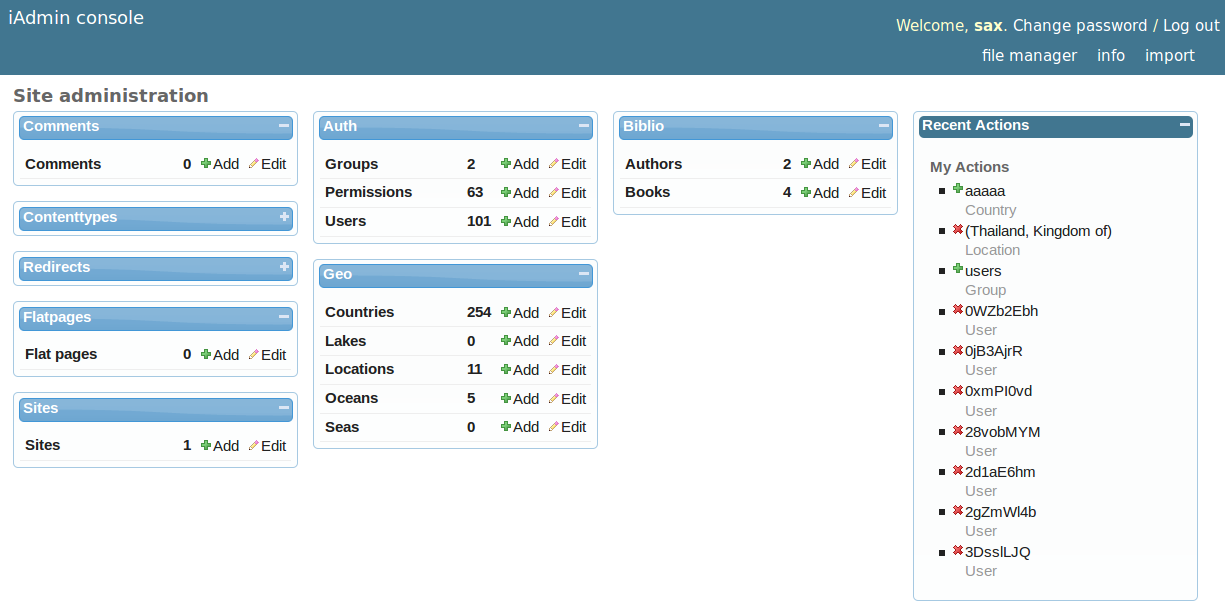 iAdmin console
Welcome, sax. Change password / Log out
file manager info import
Site administration
Comments
Comments 0 Add Edit
Contenttypes
Redirects
Flatpages
Flat pages 0 Add Edit
Sites
Sites 1 Add Edit
Auth
Groups 2 Add Edit
Permissions 63 Add Edit
Users 101 Add Edit
Geo
Countries 254 Add Edit
Lakes 0 Add Edit
Locations 11 Add Edit
Oceans 5 Add Edit
Seas 0 Add Edit
Biblio
Authors 2 Add Edit
Books 4 Add Edit
Recent Actions
My Actions
aaaaa
Country
(Thailand, Kingdom of)
Location
users
Group
0WZb2Ebh
User
0jB3AjrR
User
0xmPI0vd
User
28vobMYM
User
2d1aE6hm
User
2gZmWl4b
User
3DsslLJQ
User